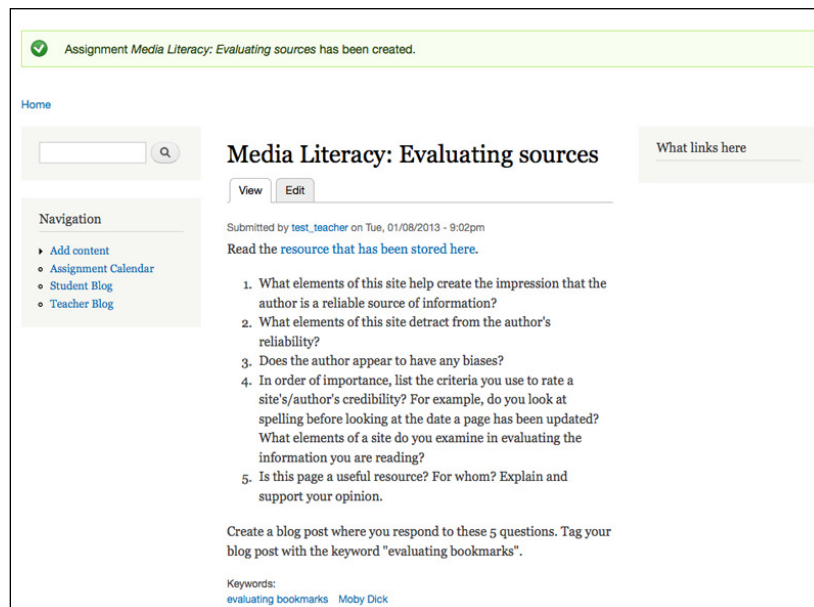 Assignment Media Literacy: Evaluating sources has been created.
Home
Navigation
Add content
Assignment Calendar
Student Blog
Teacher Blog
Media Literacy: Evaluating sources
View
Edit
Submitted by test_teacher on Tue, 01/08/2013 - 9:02pm
Read the resource that has been stored here.
1. What elements of this site help create the impression that the
author is a reliable source of information?
2. What elements of this site detract from the author's
reliability?
3. Does the author appear to have any biases?
4. In order of importance, list the criteria you use to rate a
site's/author's credibility? For example, do you look at
spelling before looking at the date a page has been updated?
What elements of a site do you examine in evaluating the
information you are reading?
5. Is this page a useful resource? For whom? Explain and
support your opinion.
Create a blog post where you respond to these 5 questions. Tag your
blog post with the keyword "evaluating bookmarks".
Keywords:
evaluating bookmarks Moby Dick
What links here